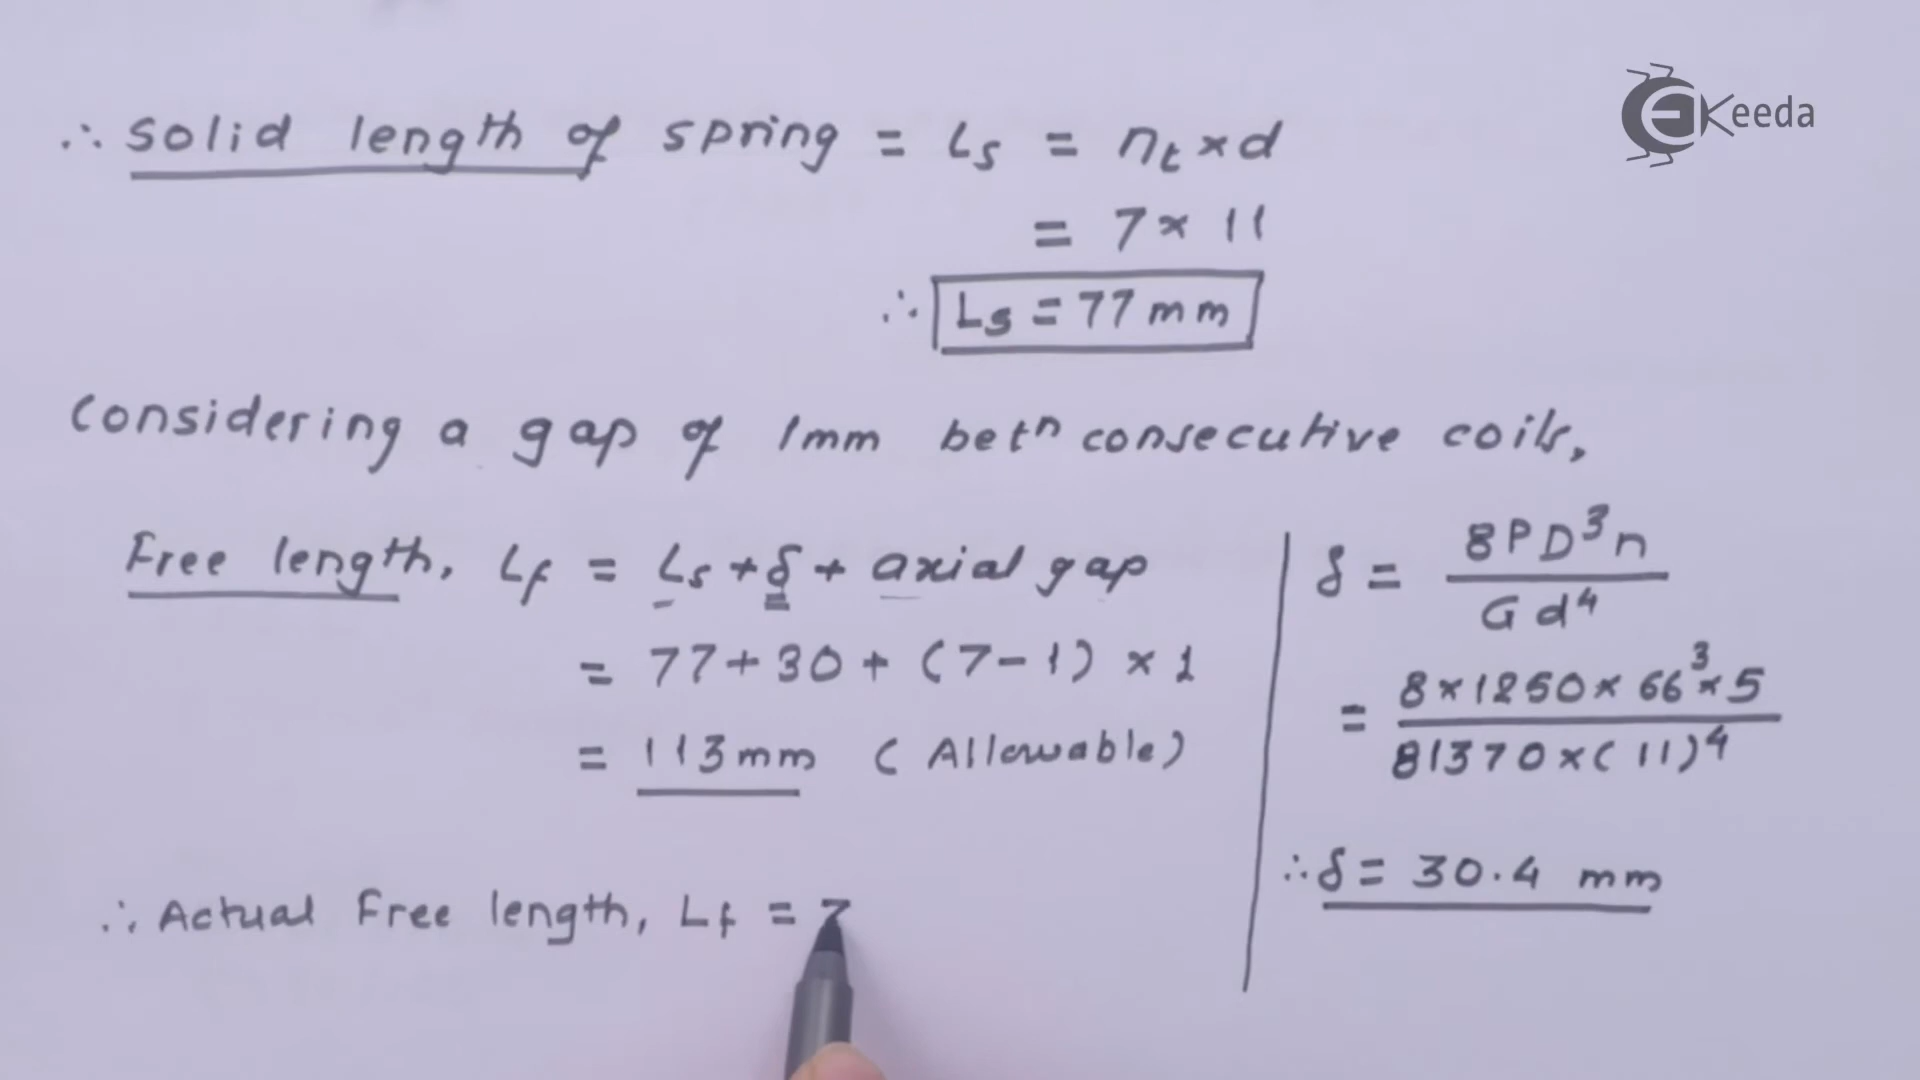 ∴ Solid length of spring = Ls = nt × d
= 7 × 11
∴ Ls = 77 mm
Considering a gap of 1mm betn consecutive coils,
Free length, Lf = Ls + δ + axial gap
= 77 + 30 + (7 - 1) × 1
= 113 mm (Allowable)
∴ Actual Free length, Lf = 7
δ = 8PD³n / Gd⁴
= 8 × 1250 × 66³ × 5 / 81370 × (11)⁴
∴ δ = 30.4 mm
EKeeda